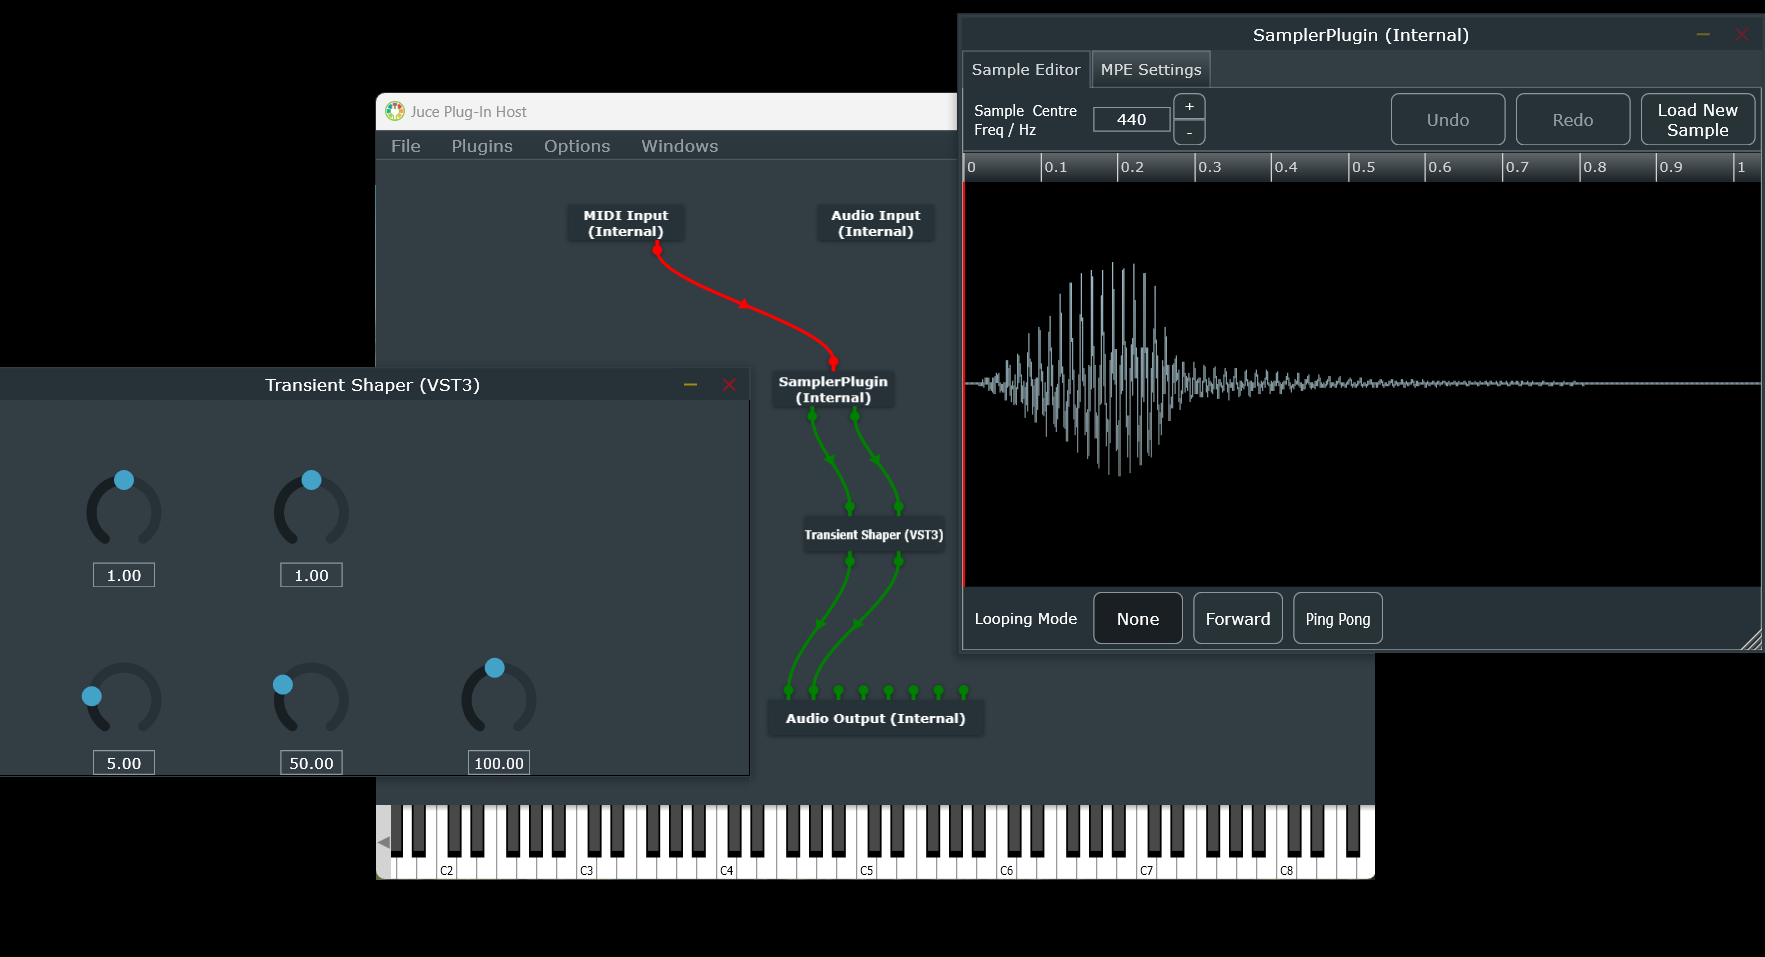 SamplerPlugin (Internal)
Sample Editor
MPE Settings
Sample Centre
Freq / Hz
440
+
-
Undo
Redo
Load New
Sample
0
0.1
0.2
0.3
0.4
0.5
0.6
0.7
0.8
0.9
1
Looping Mode
None
Forward
Ping Pong
Juce Plug-In Host
File
Plugins
Options
Windows
MIDI Input
(Internal)
Audio Input
(Internal)
SamplerPlugin
(Internal)
Transient Shaper (VST3)
Audio Output (Internal)
Transient Shaper (VST3)
1.00
1.00
5.00
50.00
100.00
C2
C3
C4
C5
C6
C7
C8